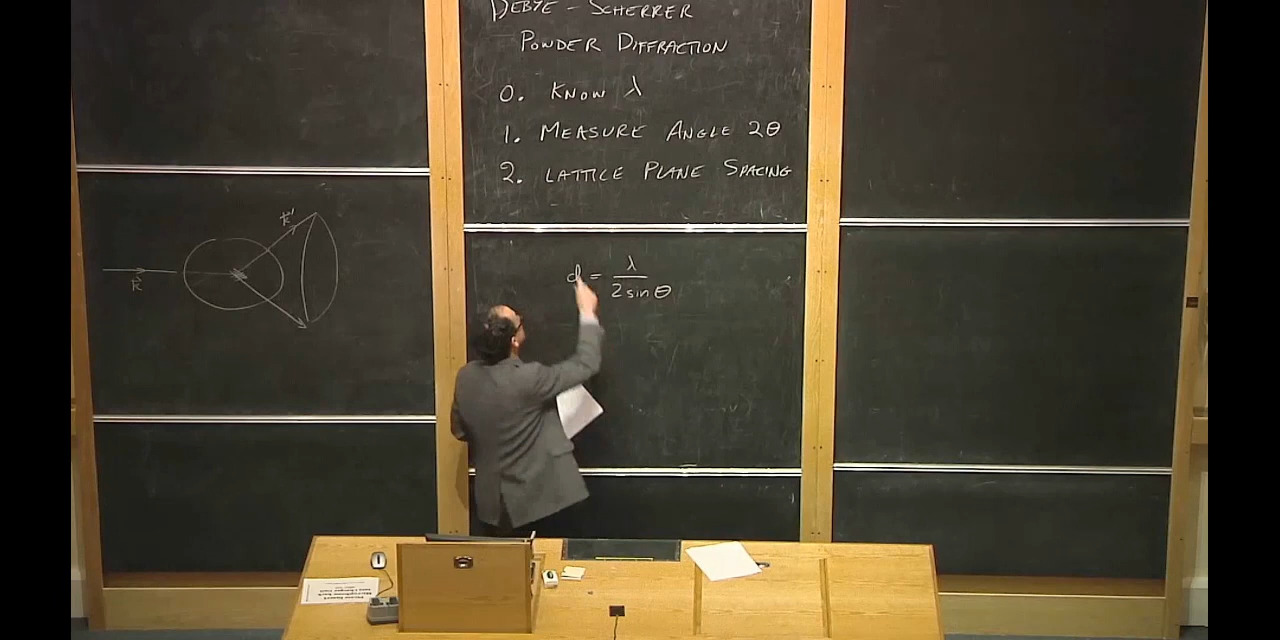 DEBYE - SCHERRER
POWDER DIFFRACTION
0. KNOW λ
1. MEASURE ANGLE 2θ
2. LATTICE PLANE SPACING
k⃗
k⃗'
d = λ / 2 sin θ